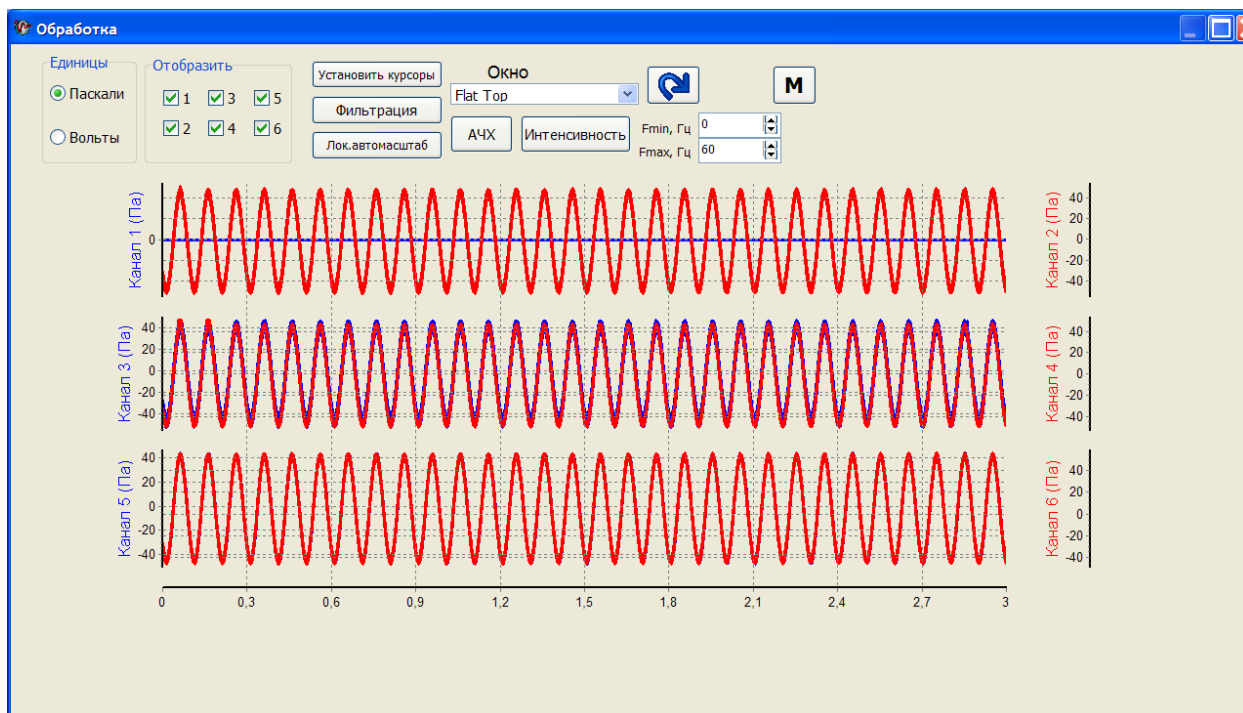 Обработка
Единицы
Паскали
Вольты
Отобразить
1 3 5
2 4 6
Установить курсоры
Фильтрация
Лок.автомасштаб
Окно
Flat Top
М
АЧХ
Интенсивность
Fmin, Гц 0
Fmax, Гц 60
Канал 1 (Па)
0
Канал 2 (Па)
40
20
0
-20
-40
Канал 3 (Па)
40
20
0
-20
-40
Канал 4 (Па)
40
20
0
-20
-40
Канал 5 (Па)
40
20
0
-20
-40
Канал 6 (Па)
40
20
0
-20
-40
0 0,3 0,6 0,9 1,2 1,5 1,8 2,1 2,4 2,7 3